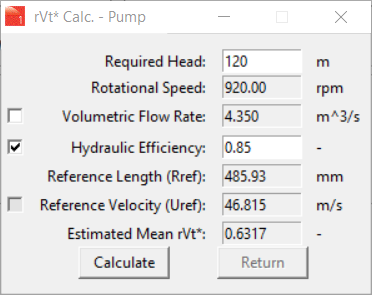 rVt* Calc. - Pump
Required Head: 120 m
Rotational Speed: 920.00 rpm
Volumetric Flow Rate: 4.350 m^3/s
Hydraulic Efficiency: 0.85 -
Reference Length (Rref): 485.93 mm
Reference Velocity (Uref): 46.815 m/s
Estimated Mean rVt*: 0.6317 -
Calculate Return